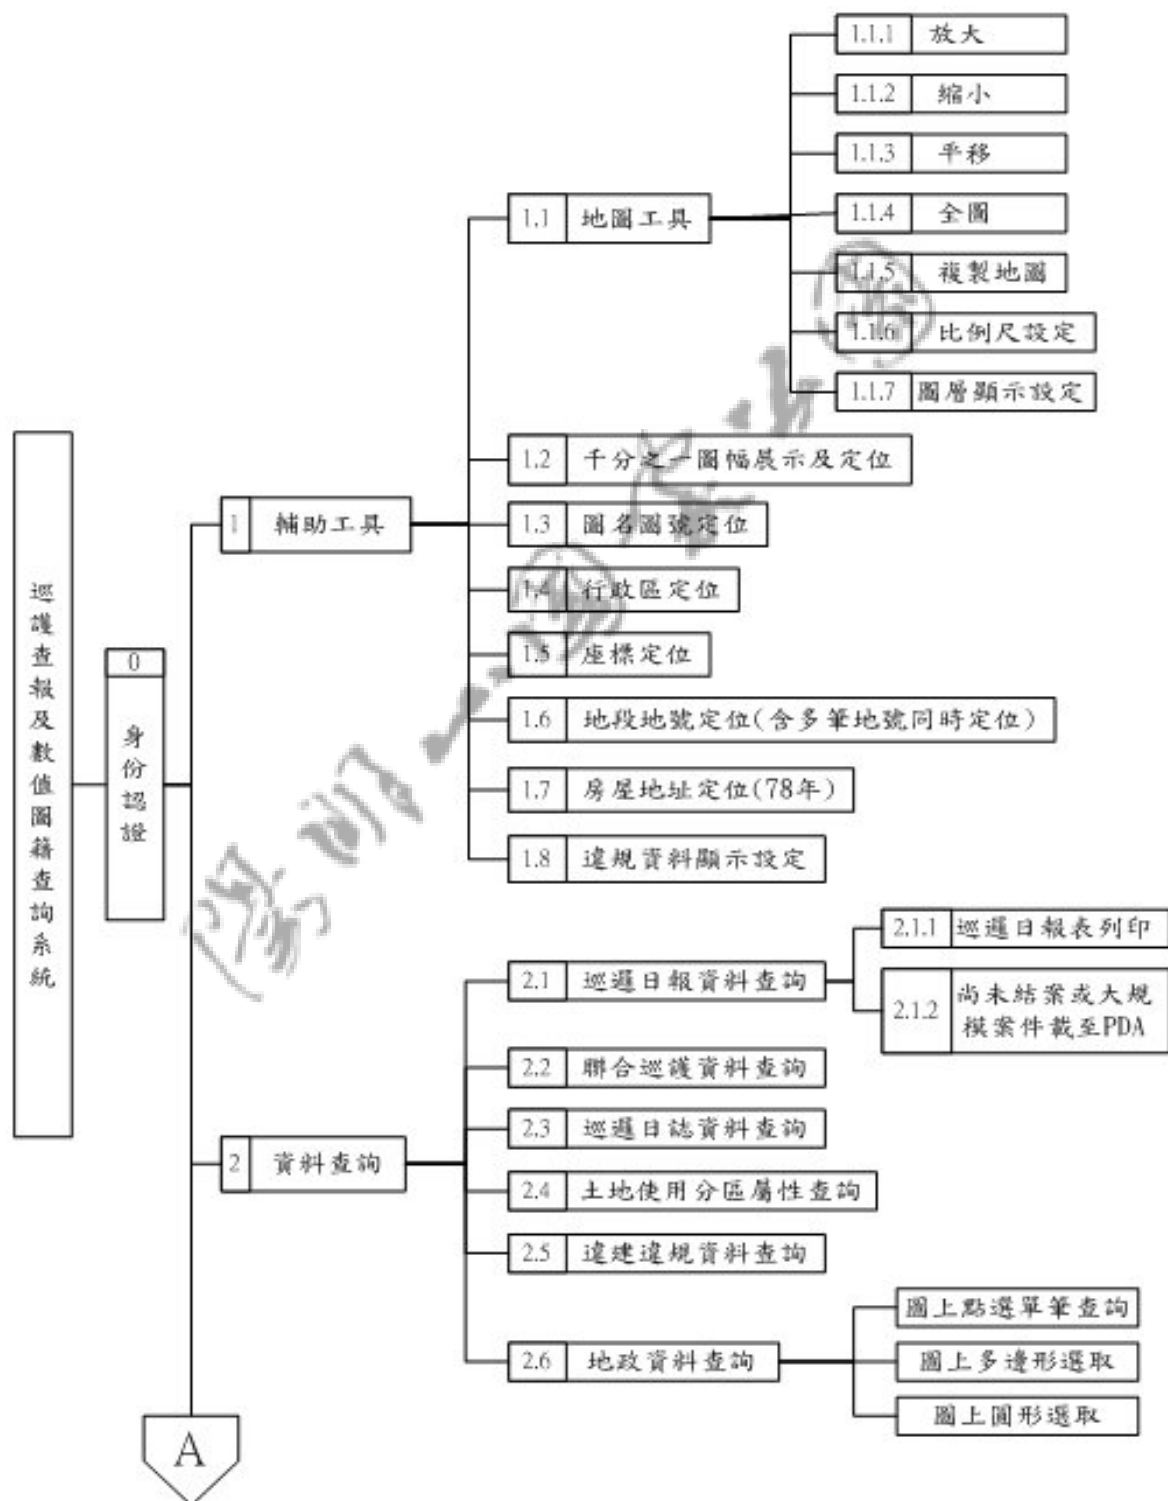 巡護查報及數值圖籍查詢系統
0
身份認證
1 輔助工具
1.1 地圖工具
1.1.1 放大
1.1.2 縮小
1.1.3 平移
1.1.4 全圖
1.1.5 複製地圖
1.1.6 比例尺設定
1.1.7 圖層顯示設定
1.2 千分之一圖幅展示及定位
1.3 圖名圖號定位
1.4 行政區定位
1.5 座標定位
1.6 地段地號定位(含多筆地號同時定位)
1.7 房屋地址定位(78年)
1.8 違規資料顯示設定
2 資料查詢
2.1 巡邏日報資料查詢
2.1.1 巡邏日報表列印
2.1.2 尚未結案或大規
模案件載至PDA
2.2 聯合巡護資料查詢
2.3 巡邏日誌資料查詢
2.4 土地使用分區屬性查詢
2.5 違建違規資料查詢
2.6 地政資料查詢
圖上點選單筆查詢
圖上多邊形選取
圖上圓形選取
A
陽明山國家公園